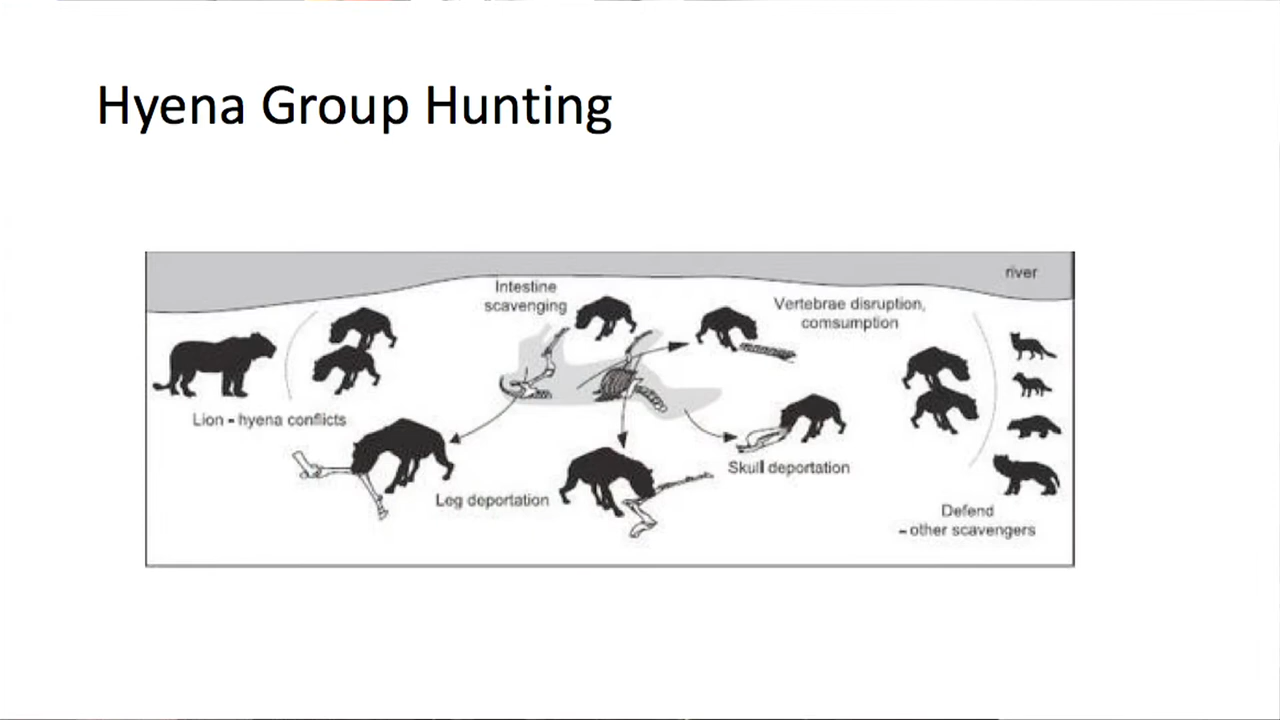 Hyena Group Hunting
river
Intestine
scavenging
Vertebrae disruption,
comsumption
Lion - hyena conflicts
Skull deportation
Leg deportation
Defend
- other scavengers